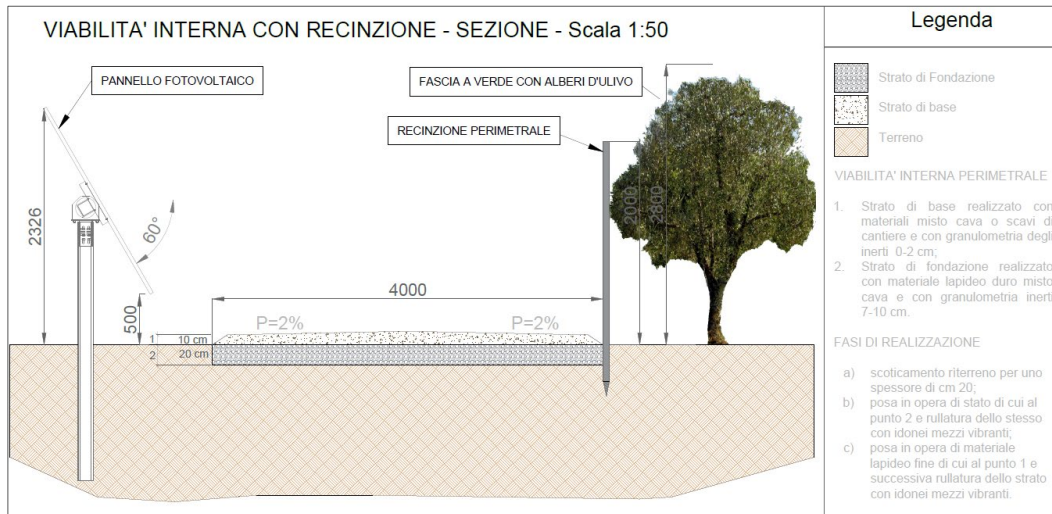 VIABILITA' INTERNA CON RECINZIONE - SEZIONE - Scala 1:50
PANNELLO FOTOVOLTAICO
FASCIA A VERDE CON ALBERI D'ULIVO
RECINZIONE PERIMETRALE
2326
60°
500
4000
2000
2800
P=2%
P=2%
1
10 cm
2
20 cm
Legenda
Strato di Fondazione
Strato di base
Terreno
VIABILITA' INTERNA PERIMETRALE
1. Strato di base realizzato con
materiali misto cava o scavi di
cantiere e con granulometria degli
inerti 0-2 cm;
2. Strato di fondazione realizzato
con materiale lapideo duro misto
cava e con granulometria inerti
7-10 cm.
FASI DI REALIZZAZIONE
a) scoticamento riterreno per uno
spessore di cm 20;
b) posa in opera di stato di cui al
punto 2 e rullatura dello stesso
con idonei mezzi vibranti;
c) posa in opera di materiale
lapideo fine di cui al punto 1 e
successiva rullatura dello strato
con idonei mezzi vibranti.